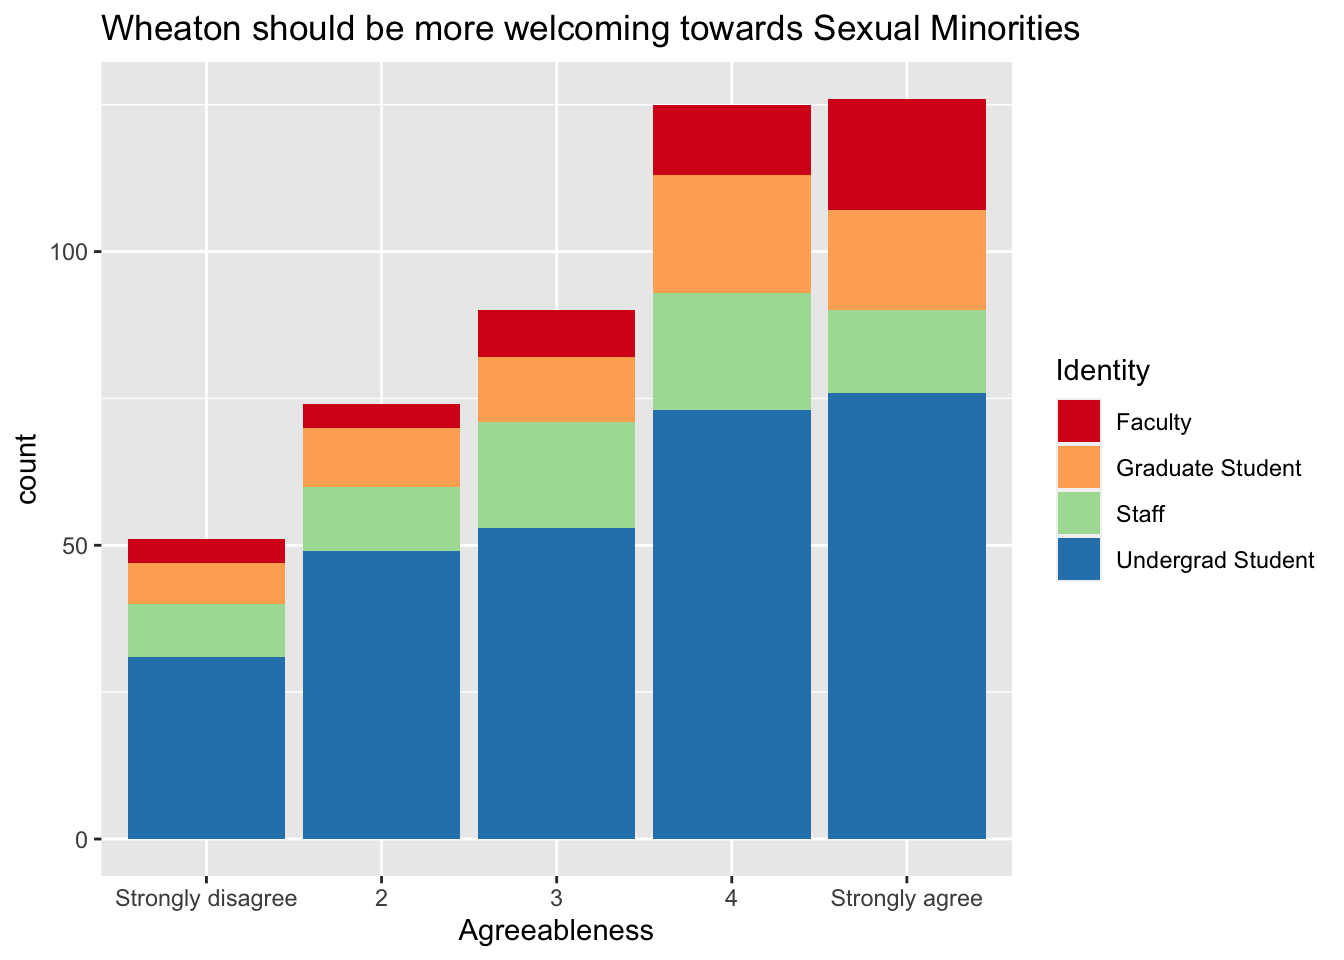 Wheaton should be more welcoming towards Sexual Minorities
count
100
50
0
Strongly disagree 2 3 4 Strongly agree
Agreeableness
Identity
Faculty
Graduate Student
Staff
Undergrad Student